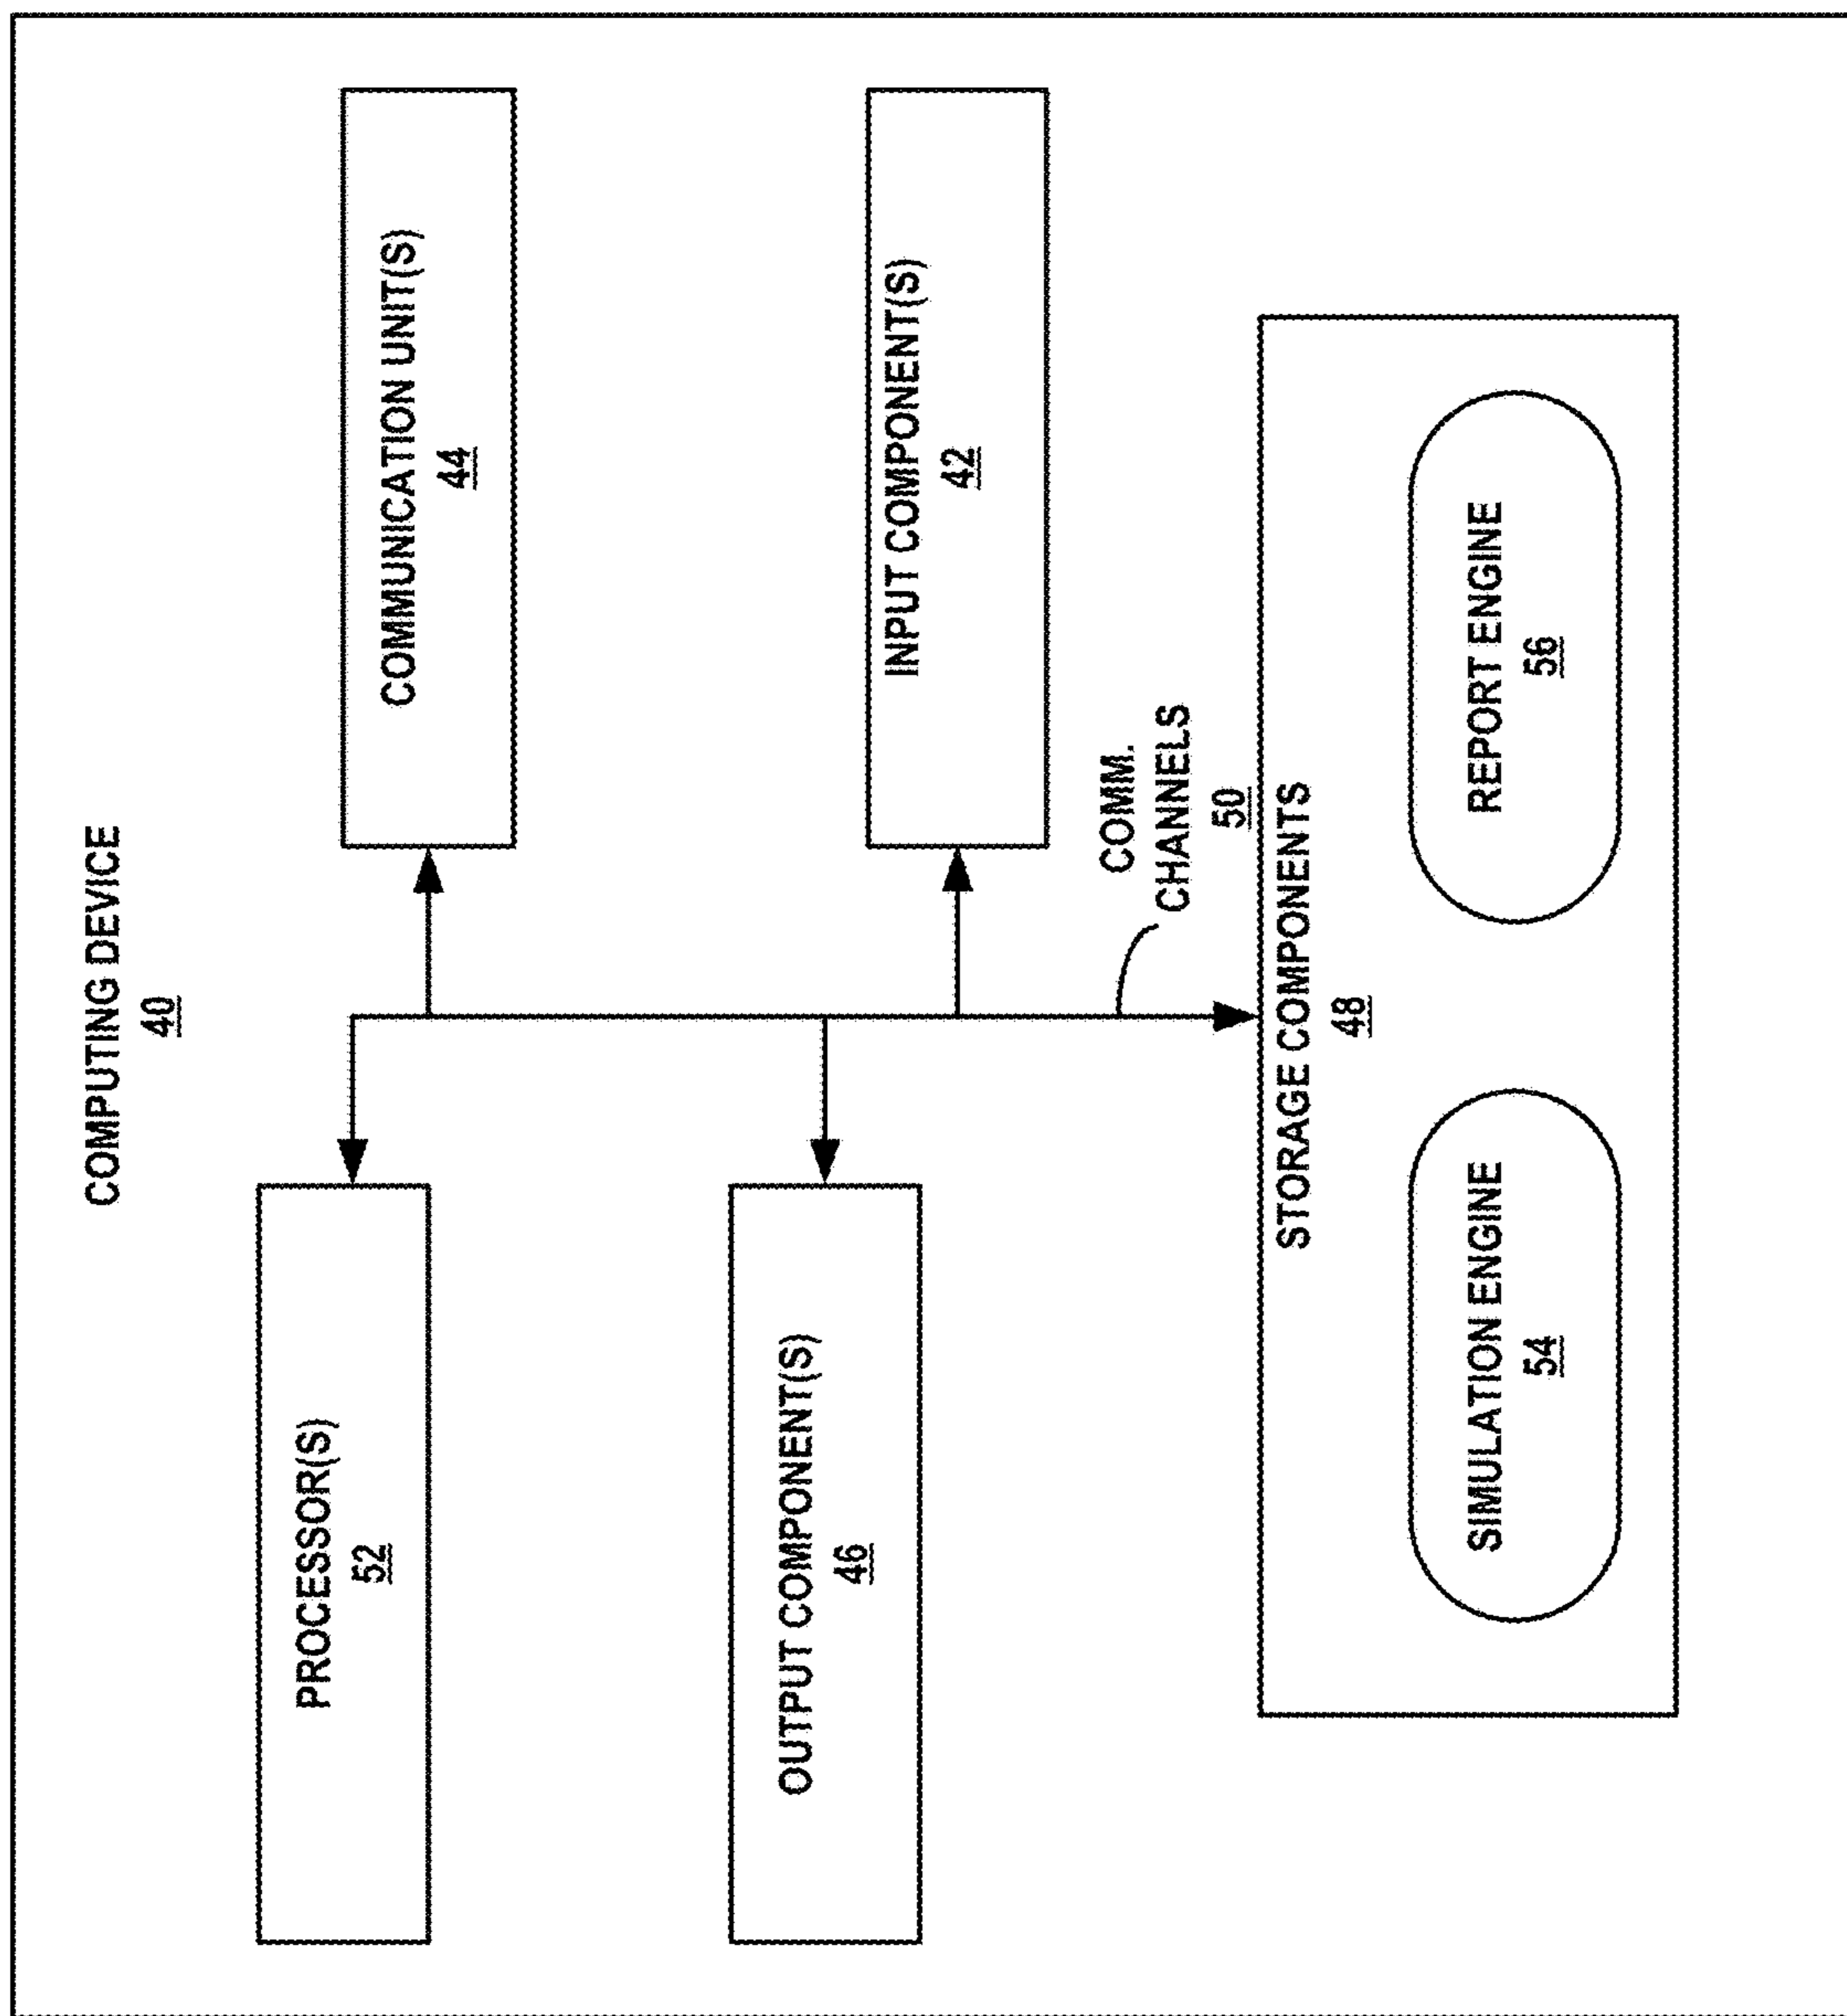 COMPUTING DEVICE
40
PROCESSOR(S)
52
COMMUNICATION UNIT(S)
44
OUTPUT COMPONENT(S)
46
INPUT COMPONENT(S)
42
COMM.
CHANNELS
50
STORAGE COMPONENTS
48
SIMULATION ENGINE
54
REPORT ENGINE
56